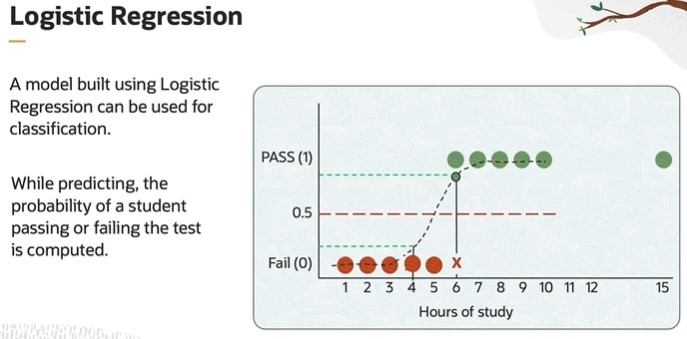 Logistic Regression
A model built using Logistic
Regression can be used for
classification.
While predicting, the
probability of a student
passing or failing the test
is computed.
PASS (1)
0.5
Fail (0)
X
1 2 3 4 5 6 7 8 9 10 11 12 15
Hours of study